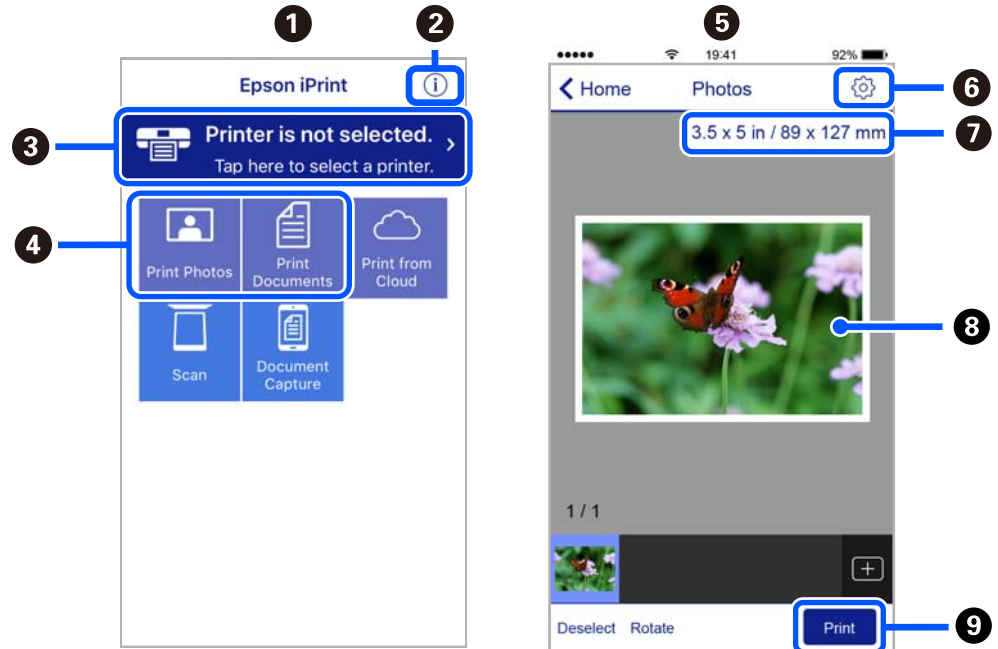 1
2
Epson iPrint
i
3
Printer is not selected.
Tap here to select a printer.
4
Print Photos
Print
Documents
Print from
Cloud
Scan
Document
Capture
5
19:41
92%
Home
Photos
6
3.5 x 5 in / 89 x 127 mm
7
8
1 / 1
Deselect
Rotate
Print
9